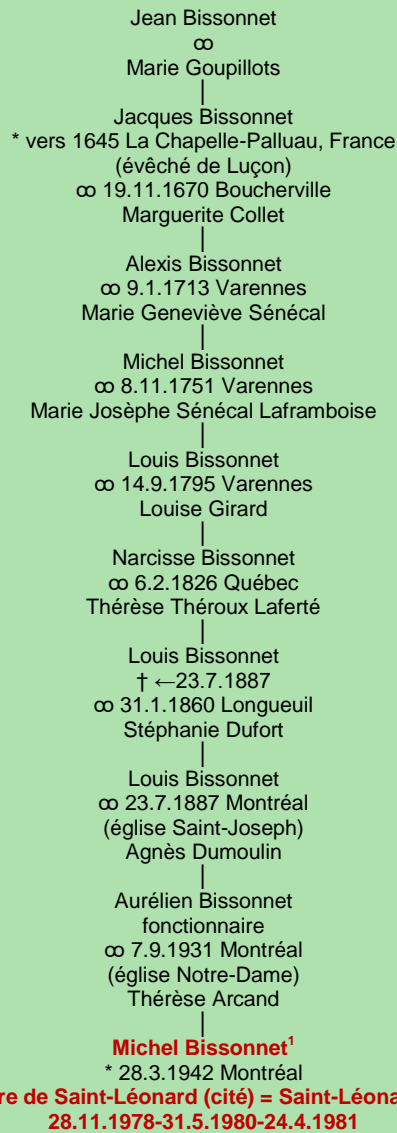 Jean Bissonnet
∞
Marie Goupillots
|
Jacques Bissonnet
* vers 1645 La Chapelle-Palluau, France
(évêché de Luçon)
∞ 19.11.1670 Boucherville
Marguerite Collet
|
Alexis Bissonnet
∞ 9.1.1713 Varennes
Marie Geneviève Sénécal
|
Michel Bissonnet
∞ 8.11.1751 Varennes
Marie Josèphe Sénécal Laframboise
|
Louis Bissonnet
∞ 14.9.1795 Varennes
Louise Girard
|
Narcisse Bissonnet
∞ 6.2.1826 Québec
Thérèse Théroux Laferté
|
Louis Bissonnet
† ←23.7.1887
∞ 31.1.1860 Longueuil
Stéphanie Dufort
|
Louis Bissonnet
∞ 23.7.1887 Montréal
(église Saint-Joseph)
Agnès Dumoulin
|
Aurélien Bissonnet
fonctionnaire
∞ 7.9.1931 Montréal
(église Notre-Dame)
Thérèse Arcand
|
Michel Bissonnet¹
* 28.3.1942 Montréal
de Saint-Léonard (cité) =
28.11.1978-31.5.1980-24.4.1981